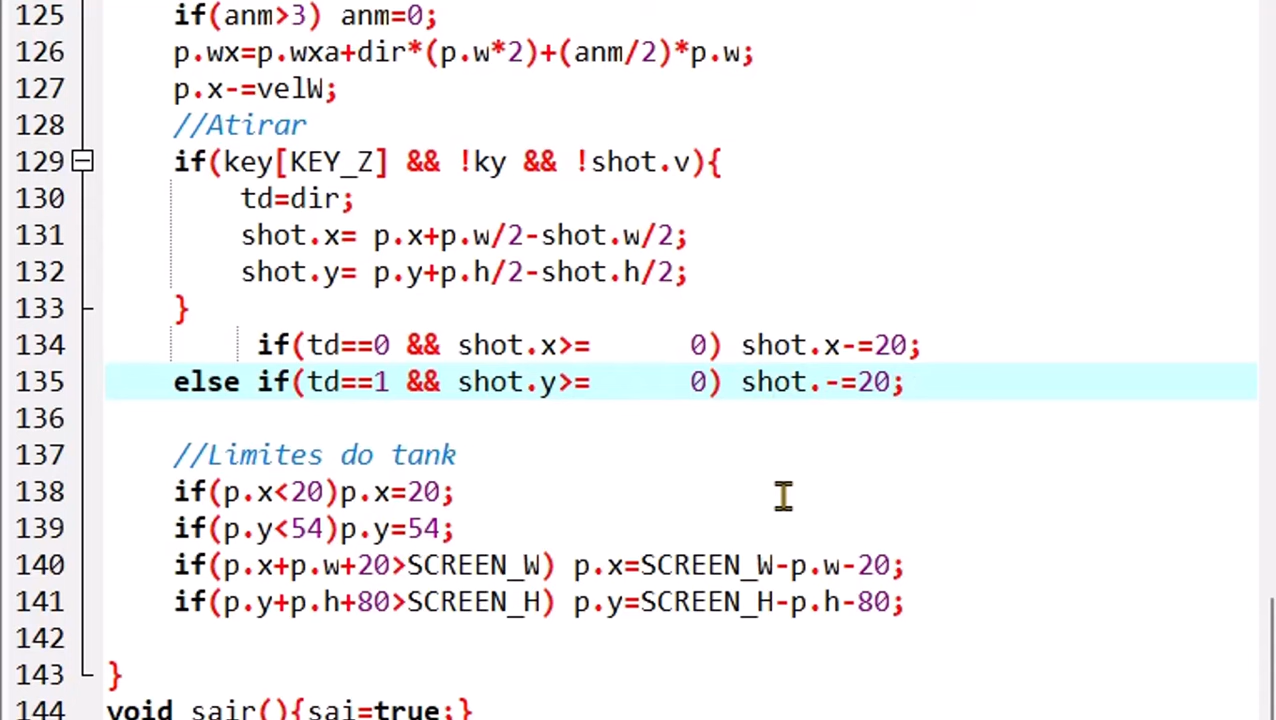 125 if(anm>3) anm=0;
126 p.wx=p.wxa+dir*(p.w*2)+(anm/2)*p.w;
127 p.x-=velW;
128 //Atirar
129 if(key[KEY_Z] && !ky && !shot.v){
130 td=dir;
131 shot.x= p.x+p.w/2-shot.w/2;
132 shot.y= p.y+p.h/2-shot.h/2;
133 }
134 if(td==0 && shot.x>= 0) shot.x-=20;
135 else if(td==1 && shot.y>= 0) shot.-=20;
136
137 //Limites do tank
138 if(p.x<20)p.x=20;
139 if(p.y<54)p.y=54;
140 if(p.x+p.w+20>SCREEN_W) p.x=SCREEN_W-p.w-20;
141 if(p.y+p.h+80>SCREEN_H) p.y=SCREEN_H-p.h-80;
142
143 }
144 void sair(){sai=true;}